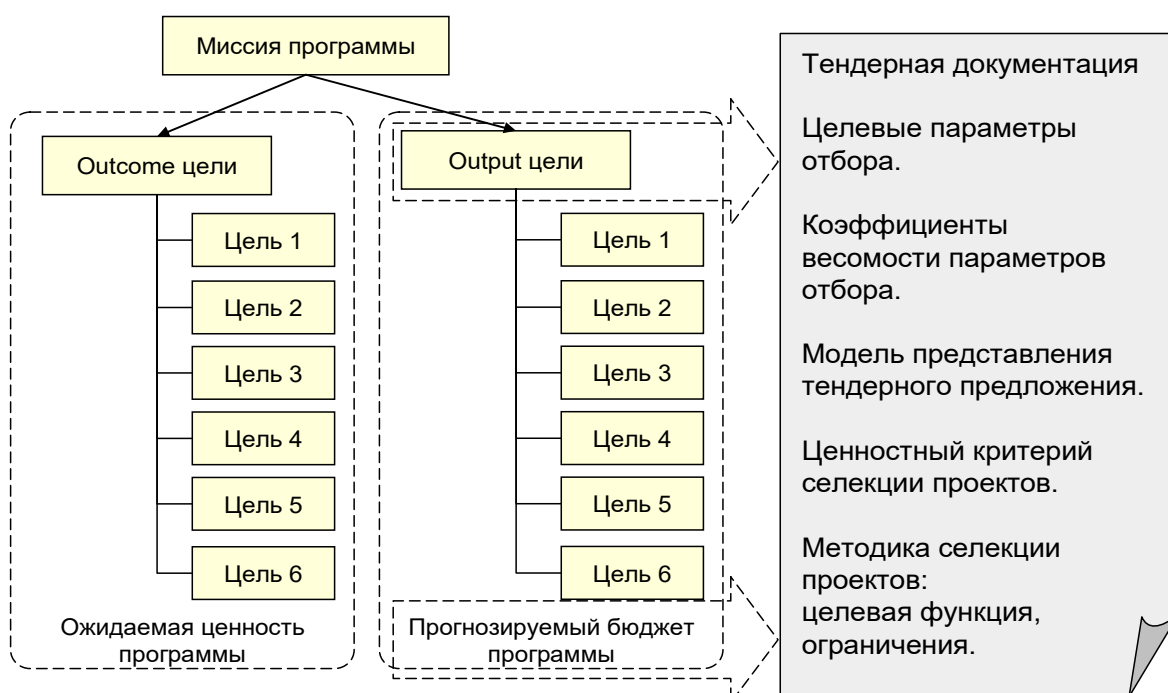 Миссия программы
Outcome цели
Цель 1
Цель 2
Цель 3
Цель 4
Цель 5
Цель 6
Ожидаемая ценность
программы
Output цели
Цель 1
Цель 2
Цель 3
Цель 4
Цель 5
Цель 6
Прогнозируемый бюджет
программы
Тендерная документация
Целевые параметры
отбора.
Коэффициенты
весомости параметров
отбора.
Модель представления
тендерного предложения.
Ценностный критерий
селекции проектов.
Методика селекции
проектов:
целевая функция,
ограничения.